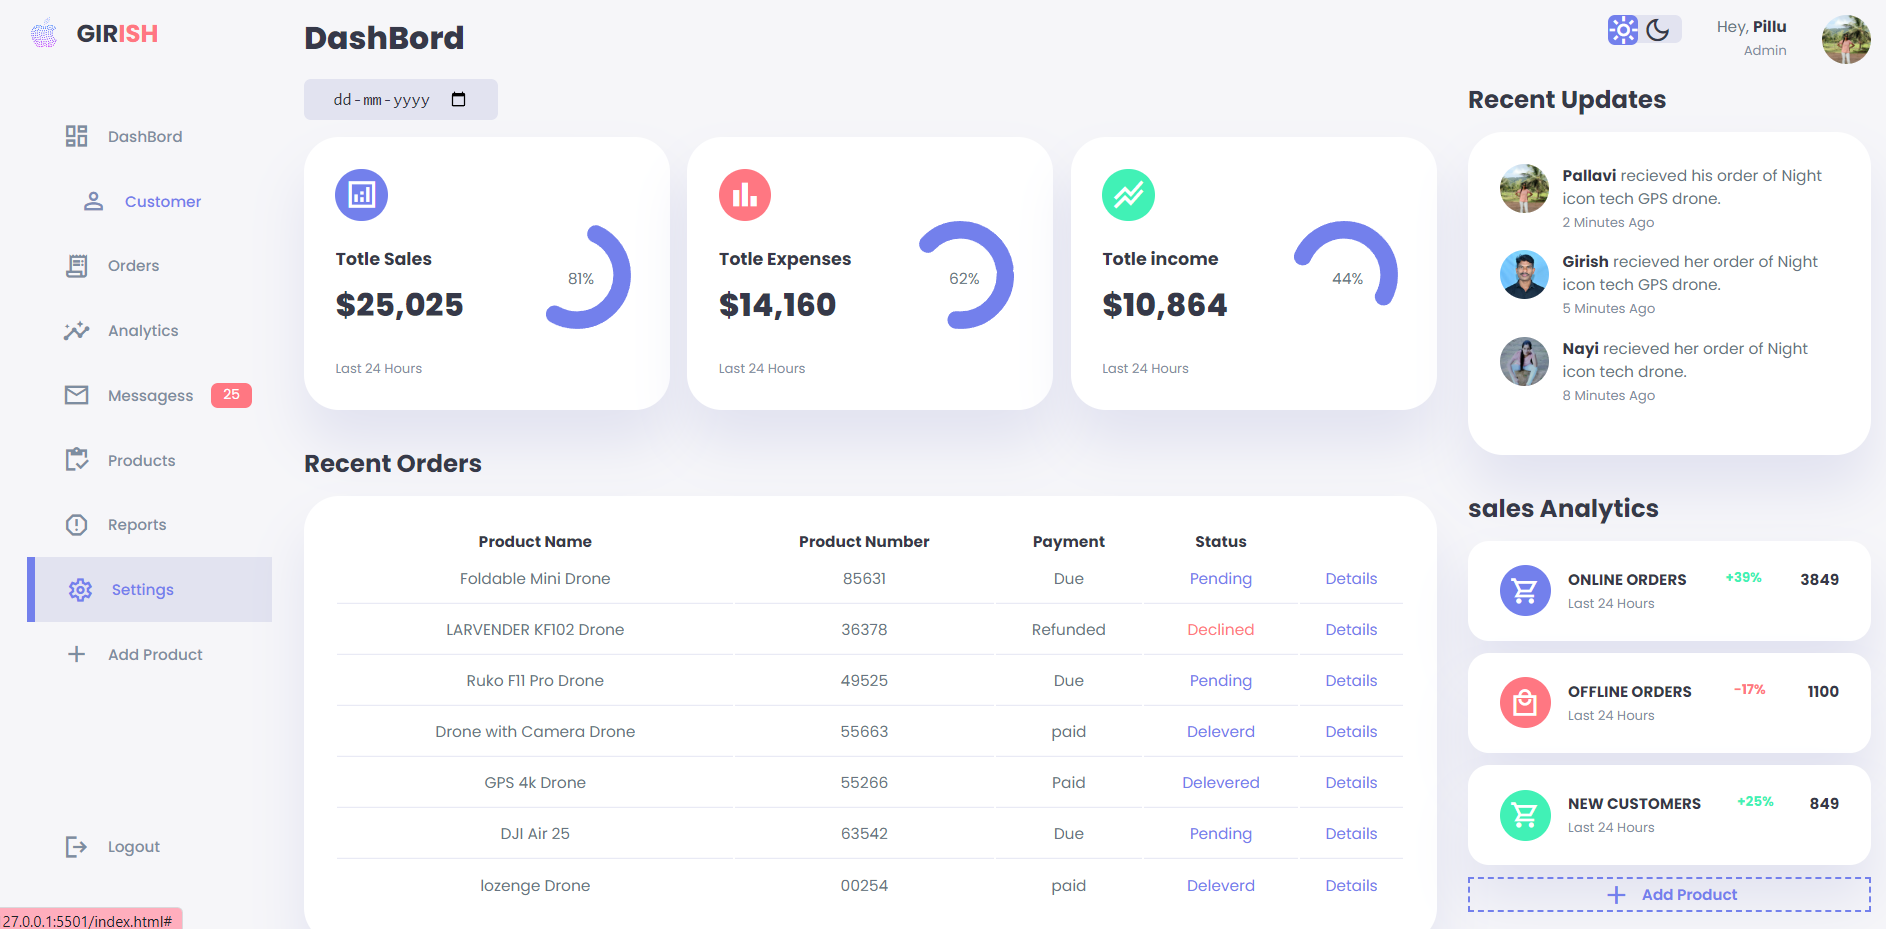 GIRISH
DashBord
Customer
Orders
Analytics
Messagess 25
Products
Reports
Settings
Add Product
Logout
127.0.0.1:5501/index.html#
DashBord
dd-mm-yyyy
Totle Sales
$25,025
81%
Last 24 Hours
Totle Expenses
$14,160
62%
Last 24 Hours
Totle income
$10,864
44%
Last 24 Hours
Recent Orders
Product Name Product Number Payment Status
Foldable Mini Drone 85631 Due Pending Details
LARVENDER KF102 Drone 36378 Refunded Declined Details
Ruko F11 Pro Drone 49525 Due Pending Details
Drone with Camera Drone 55663 paid Deleverd Details
GPS 4k Drone 55266 Paid Delevered Details
DJI Air 25 63542 Due Pending Details
lozenge Drone 00254 paid Deleverd Details
Hey, Pillu
Admin
Recent Updates
Pallavi recieved his order of Night
icon tech GPS drone.
2 Minutes Ago
Girish recieved her order of Night
icon tech GPS drone.
5 Minutes Ago
Nayi recieved her order of Night
icon tech drone.
8 Minutes Ago
sales Analytics
ONLINE ORDERS +39% 3849
Last 24 Hours
OFFLINE ORDERS -17% 1100
Last 24 Hours
NEW CUSTOMERS +25% 849
Last 24 Hours
Add Product